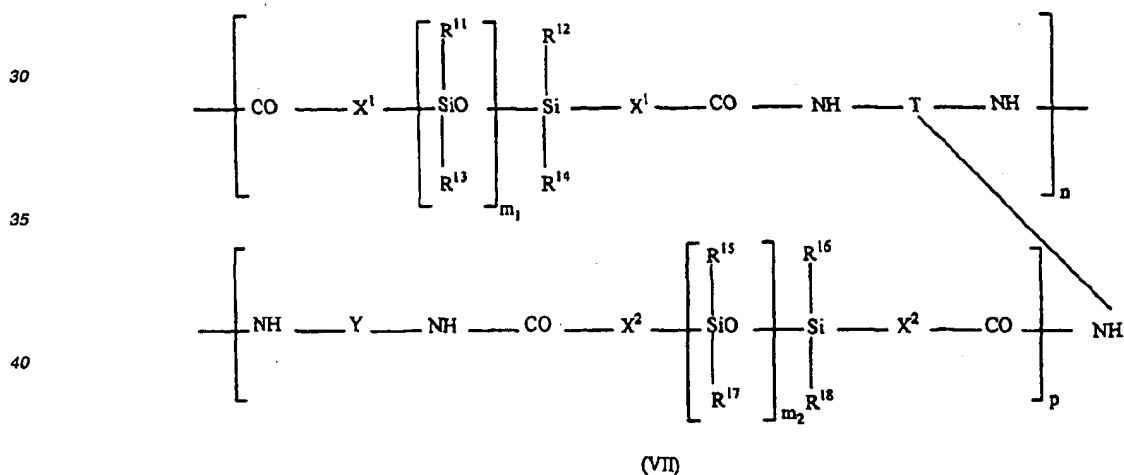 R¹¹ R¹²
30
CO X¹ SiO Si X¹ CO NH T NH
R¹³ R¹⁴
m₁ n
35
R¹⁵ R¹⁶
NH Y NH CO X² SiO Si X² CO NH
40
R¹⁷ R¹⁸
m₂ p
(VII)